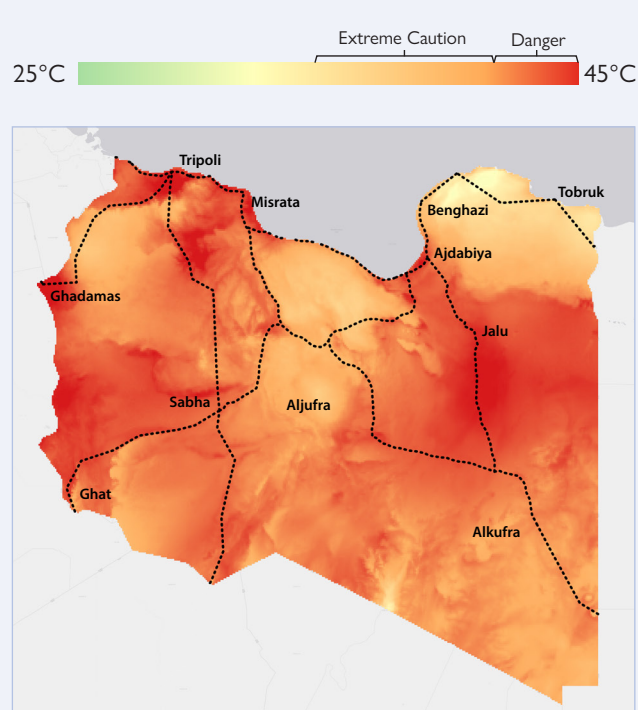 Extreme Caution
Danger
25°C
45°C
Tripoli
Misrata
Tobruk
Benghazi
Ajdabiya
Ghadamas
Jalu
Sabha
Aljufra
Ghat
Alkufra